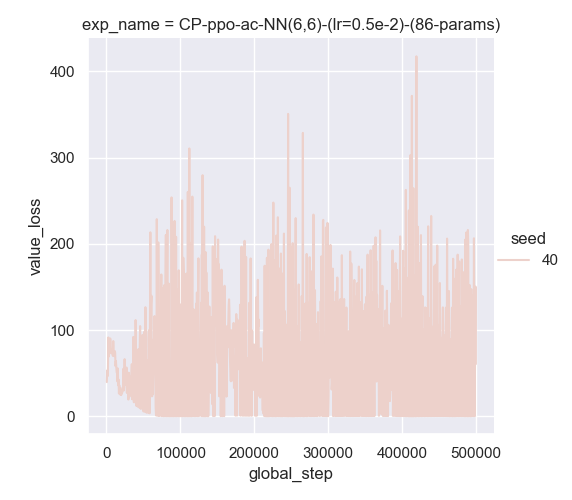 exp_name = CP-ppo-ac-NN(6,6)-(lr=0.5e-2)-(86-params)
400
300
200
100
0
value_loss
seed
40
0 100000 200000 300000 400000 500000
global_step